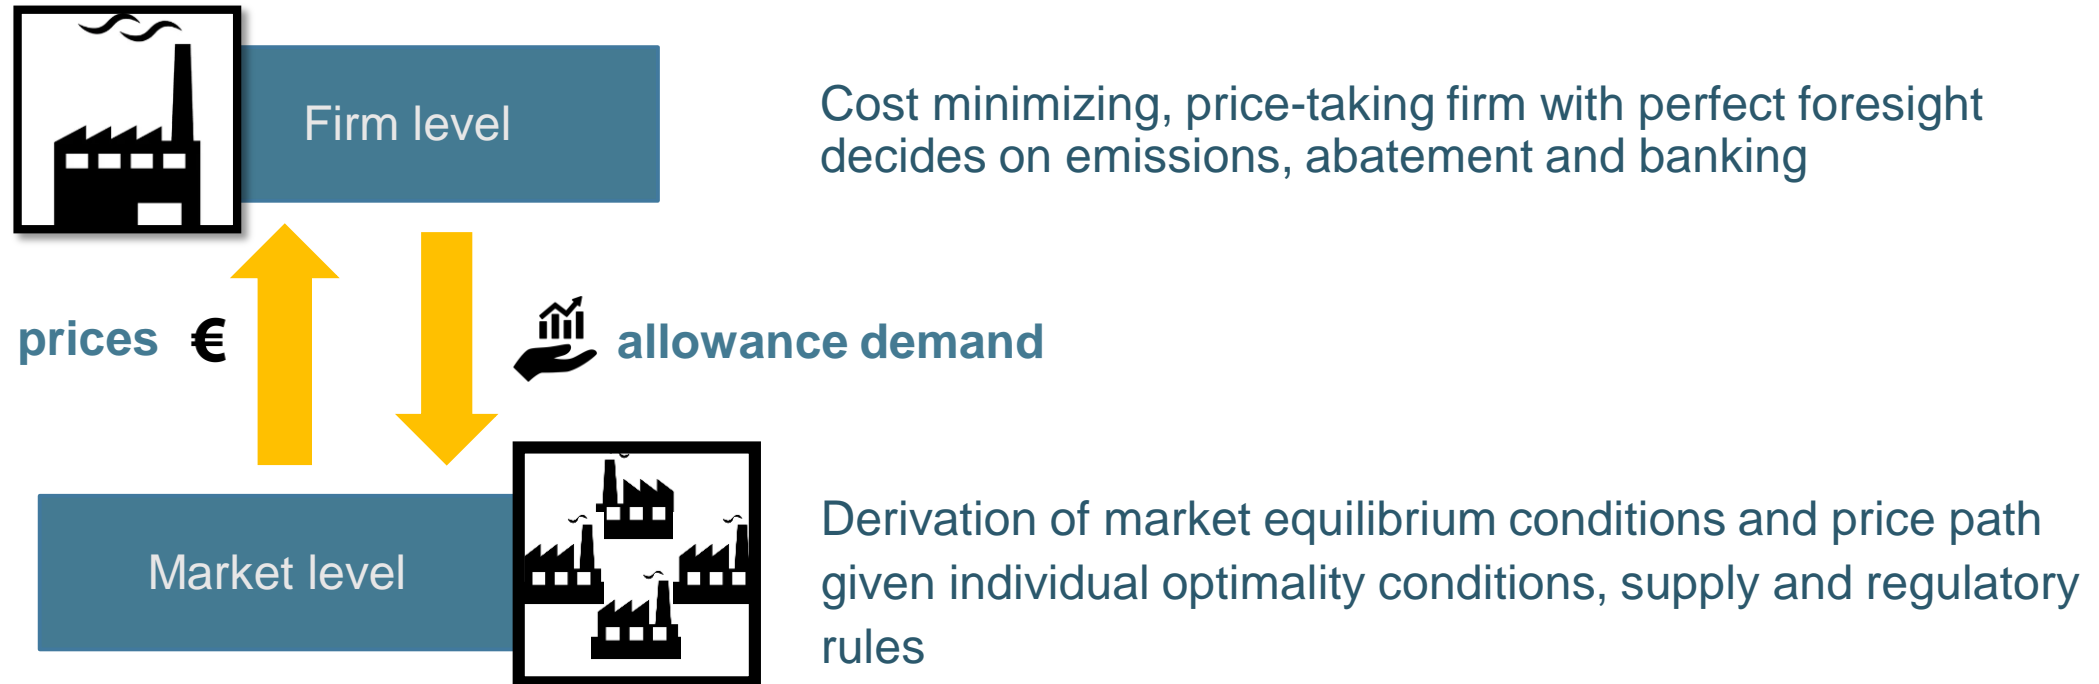 Firm level
Cost minimizing, price-taking firm with perfect foresight
decides on emissions, abatement and banking
prices €
allowance demand
Market level
Derivation of market equilibrium conditions and price path
given individual optimality conditions, supply and regulatory
rules